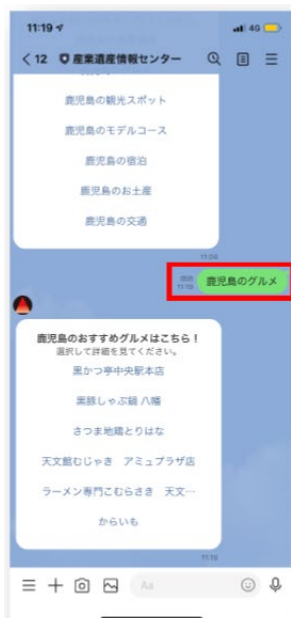 11:19
4G
12 産業遺産情報センター
鹿児島の観光スポット
鹿児島のモデルコース
鹿児島の宿泊
鹿児島のお土産
鹿児島の交通
既読
11:19
鹿児島のグルメ
鹿児島のおすすめグルメはこちら!
選択して詳細を見てください。
黒かつ亭中央駅本店
黒豚しゃぶ鍋 八幡
さつま地鶏とりはな
天文館むじゃき アミュプラザ店
ラーメン専門こむらさき 天文…
からいも
11:19
Aa